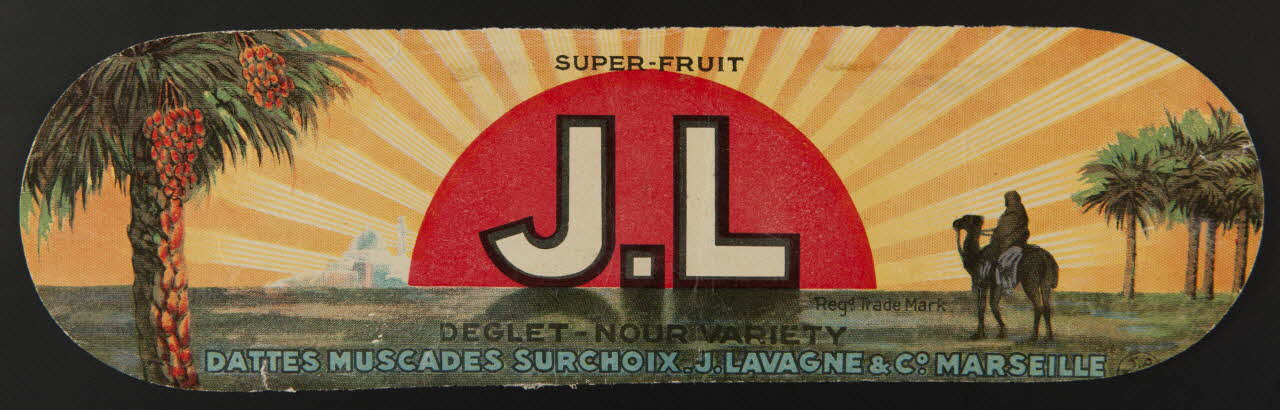 SUPER-FRUIT
J.L
Regd Trade Mark
DEGLET-NOUR VARIETY
DATTES MUSCADES SURCHOIX-J.LAVAGNE & Co. MARSEILLE